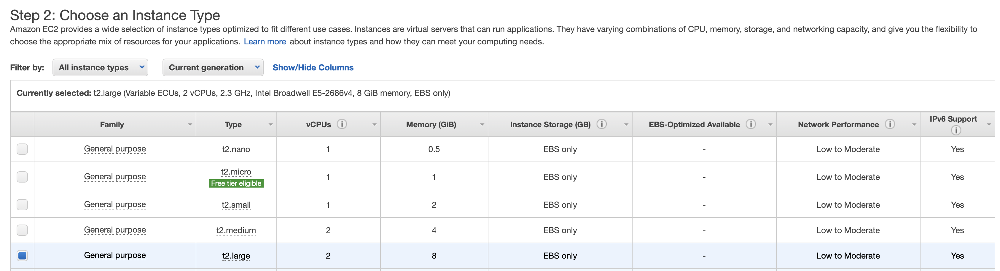 Step 2: Choose an Instance Type
Amazon EC2 provides a wide selection of instance types optimized to fit different use cases. Instances are virtual servers that can run applications. They have varying combinations of CPU, memory, storage, and networking capacity, and give you the flexibility to
choose the appropriate mix of resources for your applications. Learn more about instance types and how they can meet your computing needs.
Filter by: All instance types Current generation Show/Hide Columns
Currently selected: t2.large (Variable ECUs, 2 vCPUs, 2.3 GHz, Intel Broadwell E5-2686v4, 8 GiB memory, EBS only)
Family Type vCPUs Memory (GiB) Instance Storage (GB) EBS-Optimized Available Network Performance IPv6 Support
General purpose t2.nano 1 0.5 EBS only - Low to Moderate Yes
General purpose t2.micro 1 1 EBS only - Low to Moderate Yes
Free tier eligible
General purpose t2.small 1 2 EBS only - Low to Moderate Yes
General purpose t2.medium 2 4 EBS only - Low to Moderate Yes
General purpose t2.large 2 8 EBS only - Low to Moderate Yes